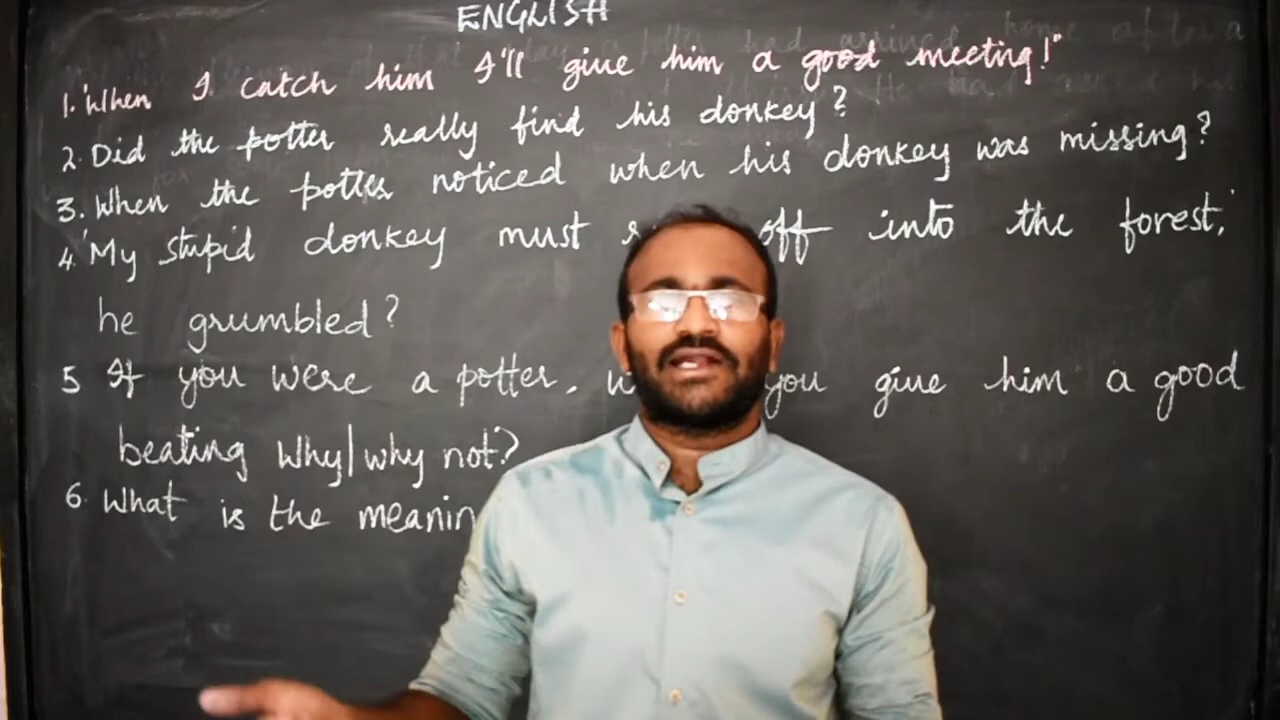 ENGLISH
1. 'When I catch him I'll give him a good meeting!"
2. Did the potter really find his donkey?
3. When the potter noticed when his donkey was missing?
4. 'My stupid donkey must off into the forest,'
he grumbled?
5 If you were a potter, you give him a good
beating Why/why not?
6. What is the